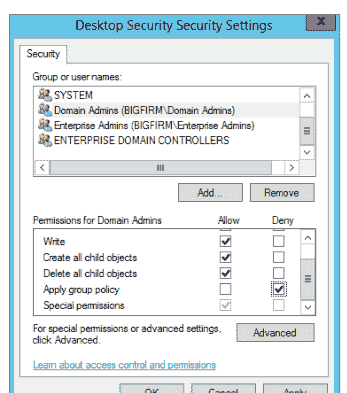 Desktop Security Security Settings
x
Security
Group or user names:
SYSTEM
Domain Admins (BIGFIRM\Domain Admins)
Enterprise Admins (BIGFIRM\Enterprise Admins)
ENTERPRISE DOMAIN CONTROLLERS
Add... Remove
Permissions for Domain Admins Allow Deny
Write
Create all child objects
Delete all child objects
Apply group policy
Special permissions
For special permissions or advanced settings,
click Advanced.
Advanced
Learn about access control and permissions
OK Cancel Apply